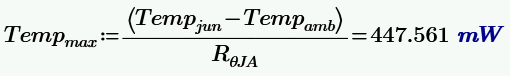 Temp_max := (Temp_jun − Temp_amb) / R_θJA = 447.561 mW